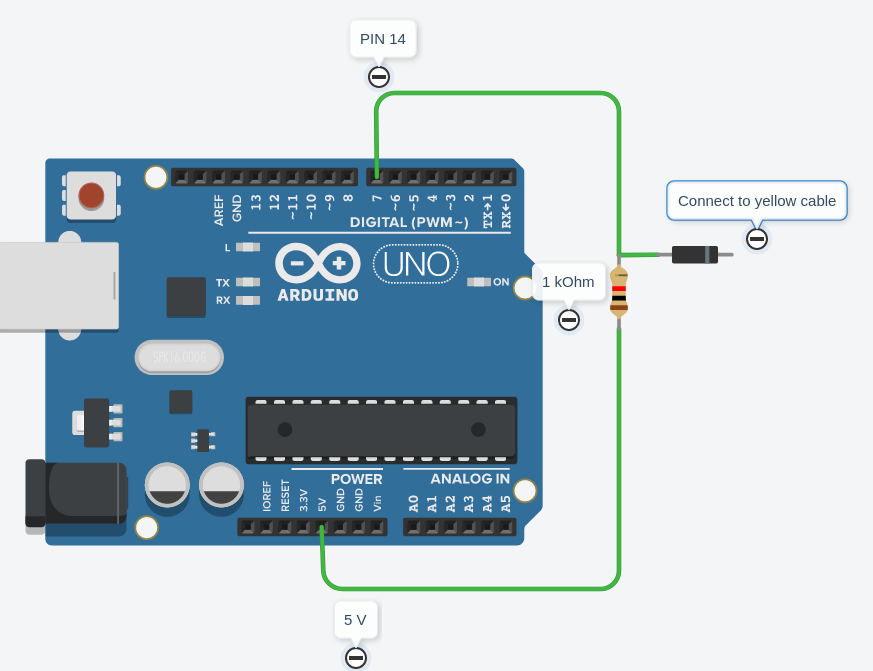 PIN 14
AREF
GND
13
12
~11
~10
~9
8
7
~6
~5
4
~3
2
TX→1
RX←0
DIGITAL (PWM~)
Connect to yellow cable
L
UNO
TX
RX
ON
ARDUINO
1 kOhm
SPK16.000G
POWER
ANALOG IN
IOREF
RESET
3.3V
5V
GND
GND
Vin
A0
A1
A2
A3
A4
A5
5 V